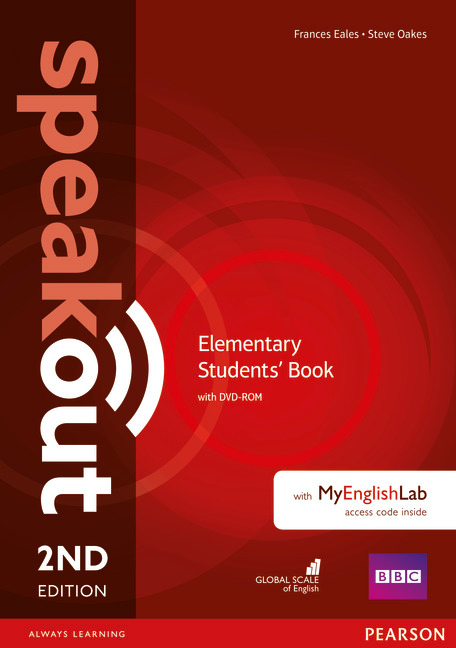 Frances Eales • Steve Oakes
speakout
Elementary
Students' Book
with DVD-ROM
with MyEnglishLab
access code inside
2ND
EDITION
GLOBAL SCALE
of English
BBC
ALWAYS LEARNING
PEARSON